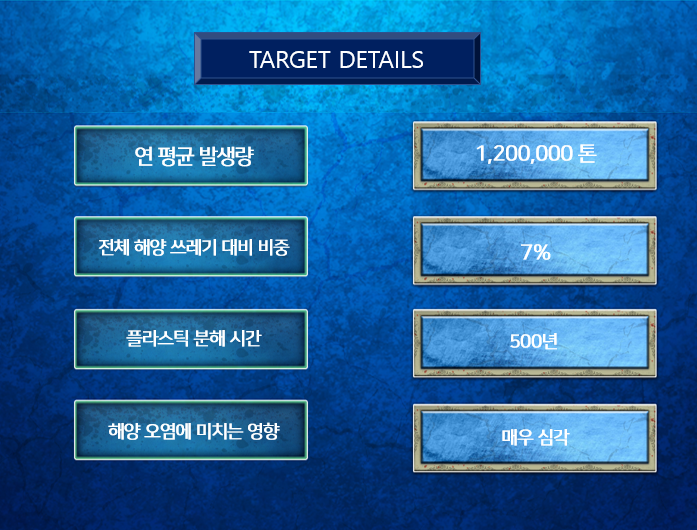 TARGET DETAILS
연 평균 발생량
1,200,000 톤
전체 해양 쓰레기 대비 비중
7%
플라스틱 분해 시간
500년
해양 오염에 미치는 영향
매우 심각